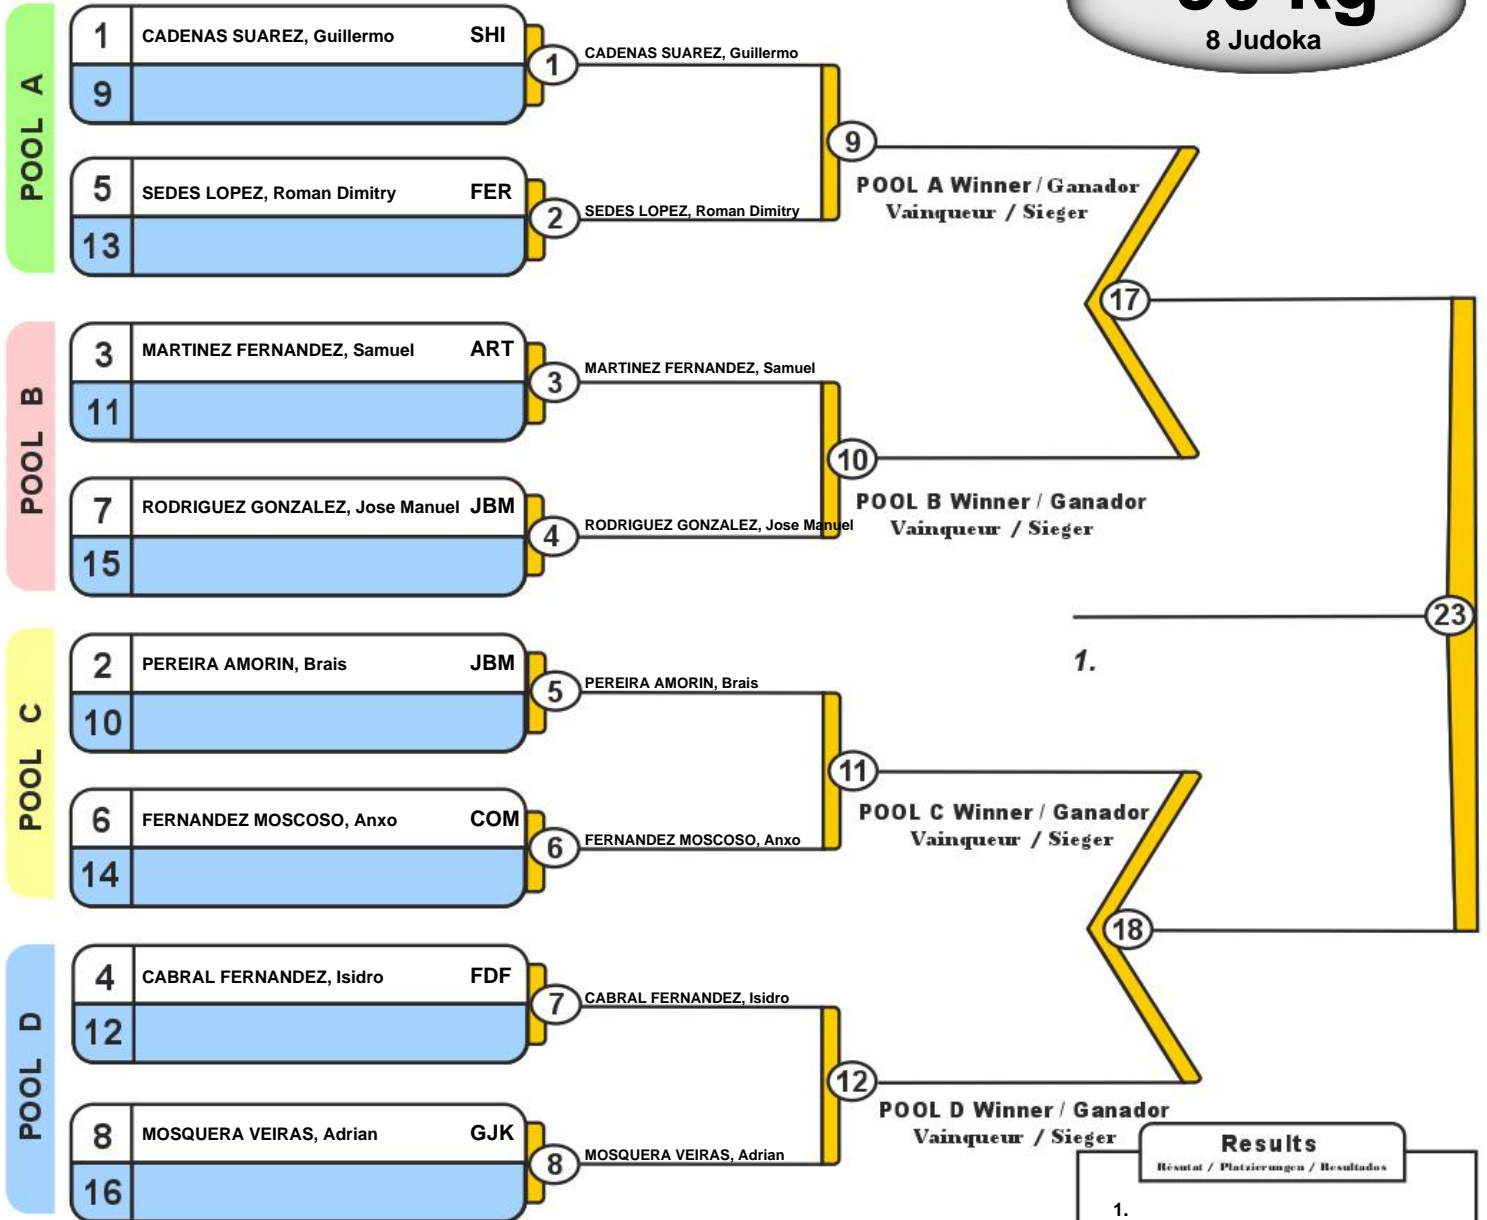 kg
8 Judoka
POOL A
1 CADENAS SUAREZ, Guillermo SHI
9
5 SEDES LOPEZ, Roman Dimitry FER
13
1 CADENAS SUAREZ, Guillermo
2 SEDES LOPEZ, Roman Dimitry
9
POOL A Winner / Ganador
Vainqueur / Sieger
POOL B
3 MARTINEZ FERNANDEZ, Samuel ART
11
7 RODRIGUEZ GONZALEZ, Jose Manuel JBM
15
3 MARTINEZ FERNANDEZ, Samuel
4 RODRIGUEZ GONZALEZ, Jose Manuel
10
POOL B Winner / Ganador
Vainqueur / Sieger
17
POOL C
2 PEREIRA AMORIN, Brais JBM
10
6 FERNANDEZ MOSCOSO, Anxo COM
14
5 PEREIRA AMORIN, Brais
6 FERNANDEZ MOSCOSO, Anxo
11
POOL C Winner / Ganador
Vainqueur / Sieger
POOL D
4 CABRAL FERNANDEZ, Isidro FDF
12
8 MOSQUERA VEIRAS, Adrian GJK
16
7 CABRAL FERNANDEZ, Isidro
8 MOSQUERA VEIRAS, Adrian
12
POOL D Winner / Ganador
Vainqueur / Sieger
18
23
1.
Results
Résutat / Platzierungen / Resultados
1.